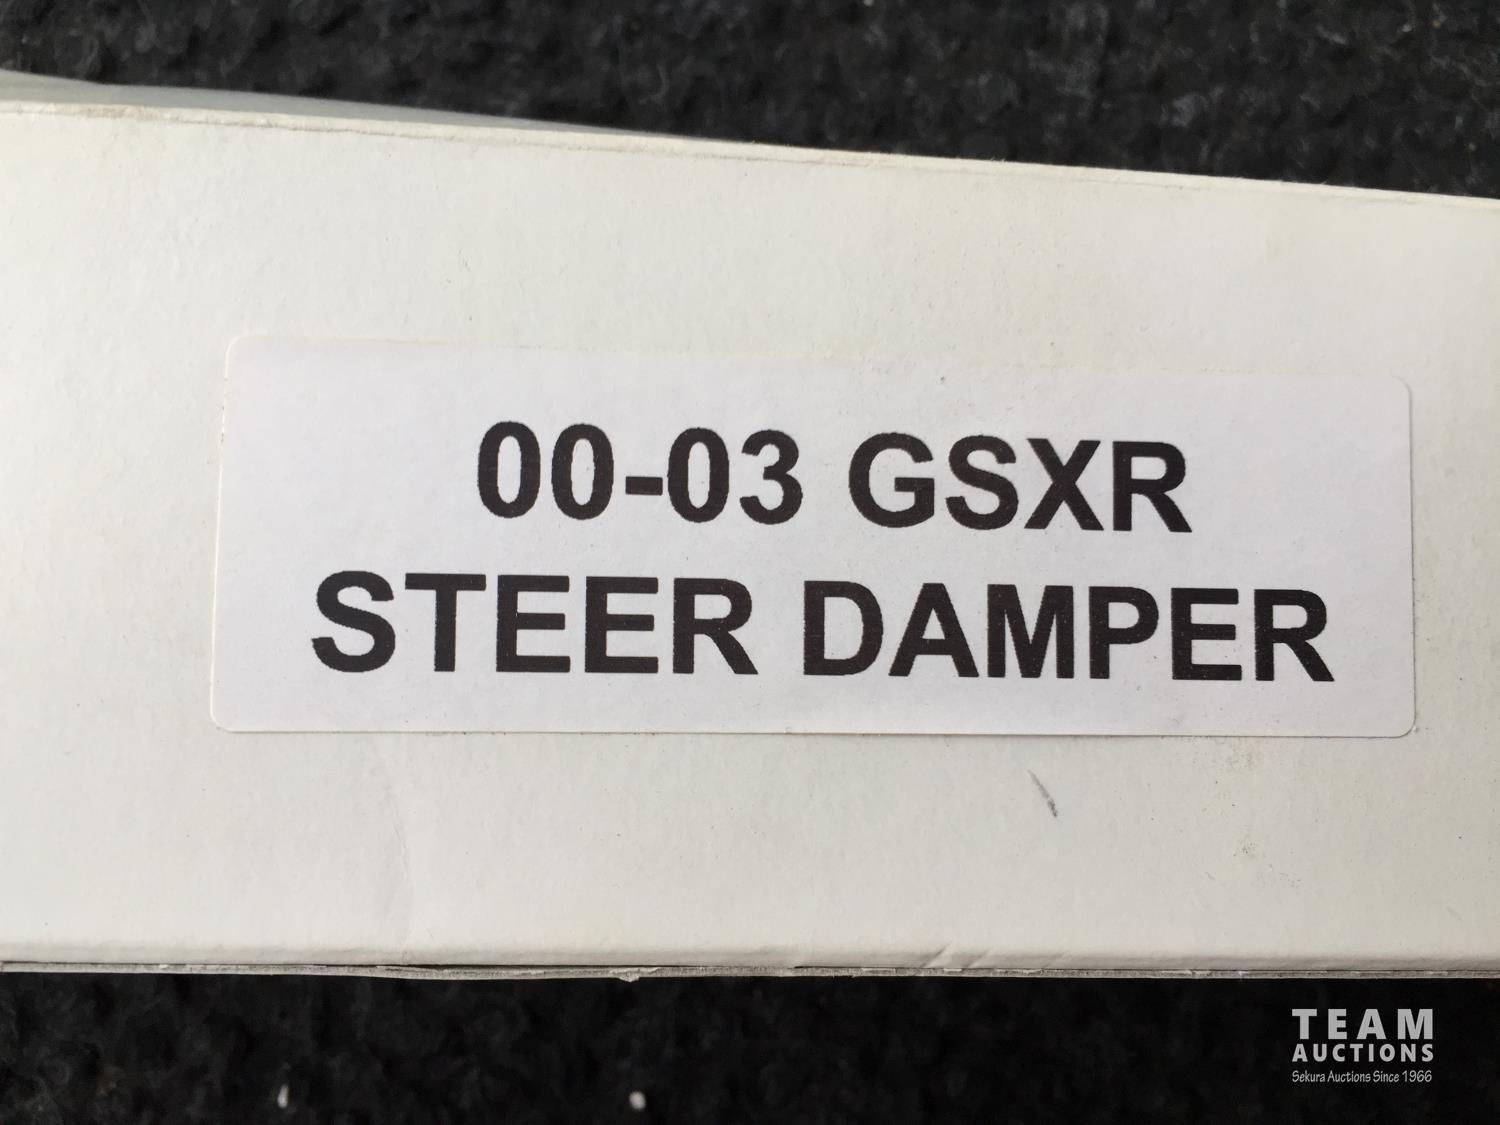 00-03 GSXR
STEER DAMPER
TEAM
AUCTIONS
Sekura Auctions Since 1966